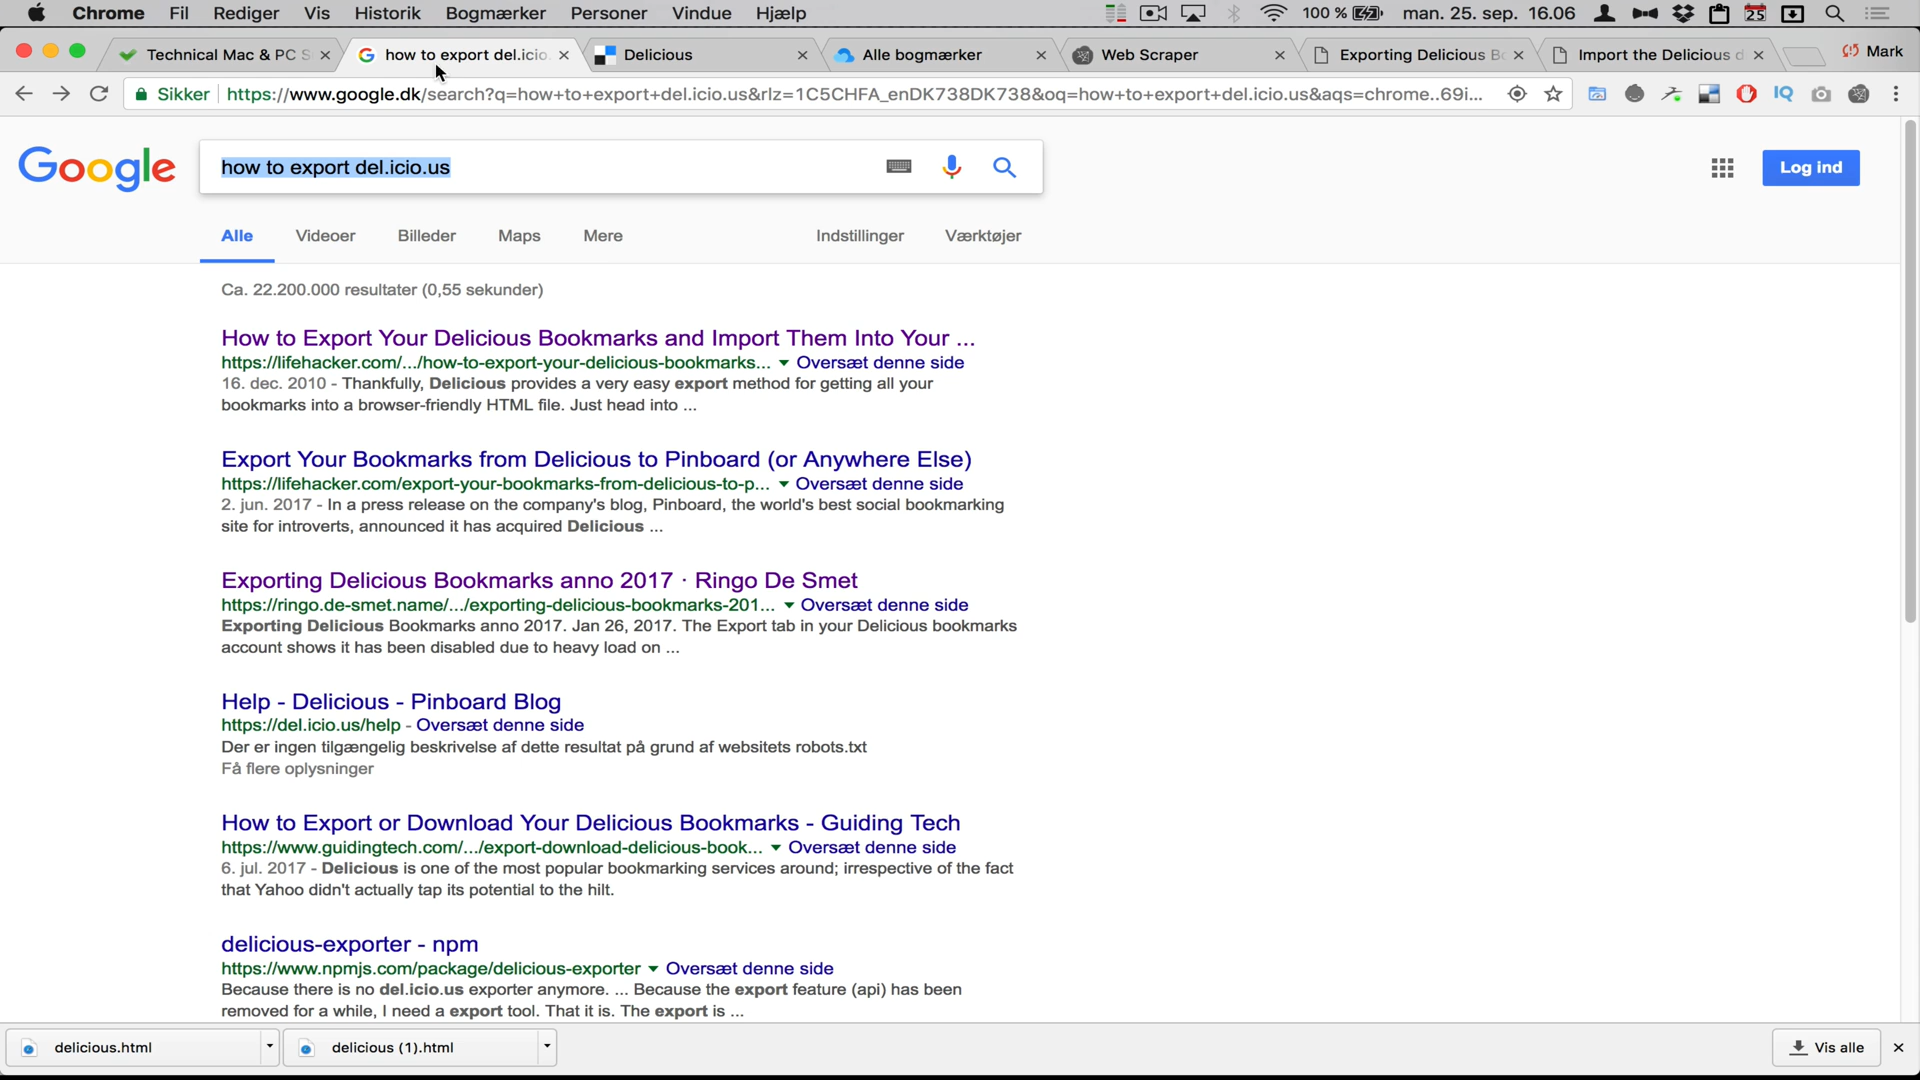 Chrome Fil Rediger Vis Historik Bogmærker Personer Vindue Hjælp 100 % man. 25. sep. 16.06 25
Technical Mac & PC S how to export del.icio. Delicious Alle bogmærker Web Scraper Exporting Delicious Bo Import the Delicious d Mark
Sikker https://www.google.dk/search?q=how+to+export+del.icio.us&rlz=1C5CHFA_enDK738DK738&oq=how+to+export+del.icio.us&aqs=chrome..69i... IQ
Google how to export del.icio.us Log ind
Alle Videoer Billeder Maps Mere Indstillinger Værktøjer
Ca. 22.200.000 resultater (0,55 sekunder)
How to Export Your Delicious Bookmarks and Import Them Into Your ...
https://lifehacker.com/.../how-to-export-your-delicious-bookmarks... Oversæt denne side
16. dec. 2010 - Thankfully, Delicious provides a very easy export method for getting all your
bookmarks into a browser-friendly HTML file. Just head into ...
Export Your Bookmarks from Delicious to Pinboard (or Anywhere Else)
https://lifehacker.com/export-your-bookmarks-from-delicious-to-p... Oversæt denne side
2. jun. 2017 - In a press release on the company's blog, Pinboard, the world's best social bookmarking
site for introverts, announced it has acquired Delicious ...
Exporting Delicious Bookmarks anno 2017 · Ringo De Smet
https://ringo.de-smet.name/.../exporting-delicious-bookmarks-201... Oversæt denne side
Exporting Delicious Bookmarks anno 2017. Jan 26, 2017. The Export tab in your Delicious bookmarks
account shows it has been disabled due to heavy load on ...
Help - Delicious - Pinboard Blog
https://del.icio.us/help - Oversæt denne side
Der er ingen tilgængelig beskrivelse af dette resultat på grund af websitets robots.txt
Få flere oplysninger
How to Export or Download Your Delicious Bookmarks - Guiding Tech
https://www.guidingtech.com/.../export-download-delicious-book... Oversæt denne side
6. jul. 2017 - Delicious is one of the most popular bookmarking services around; irrespective of the fact
that Yahoo didn't actually tap its potential to the hilt.
delicious-exporter - npm
https://www.npmjs.com/package/delicious-exporter Oversæt denne side
Because there is no del.icio.us exporter anymore. ... Because the export feature (api) has been
removed for a while, I need a export tool. That it is. The export is ...
delicious.html delicious (1).html Vis alle